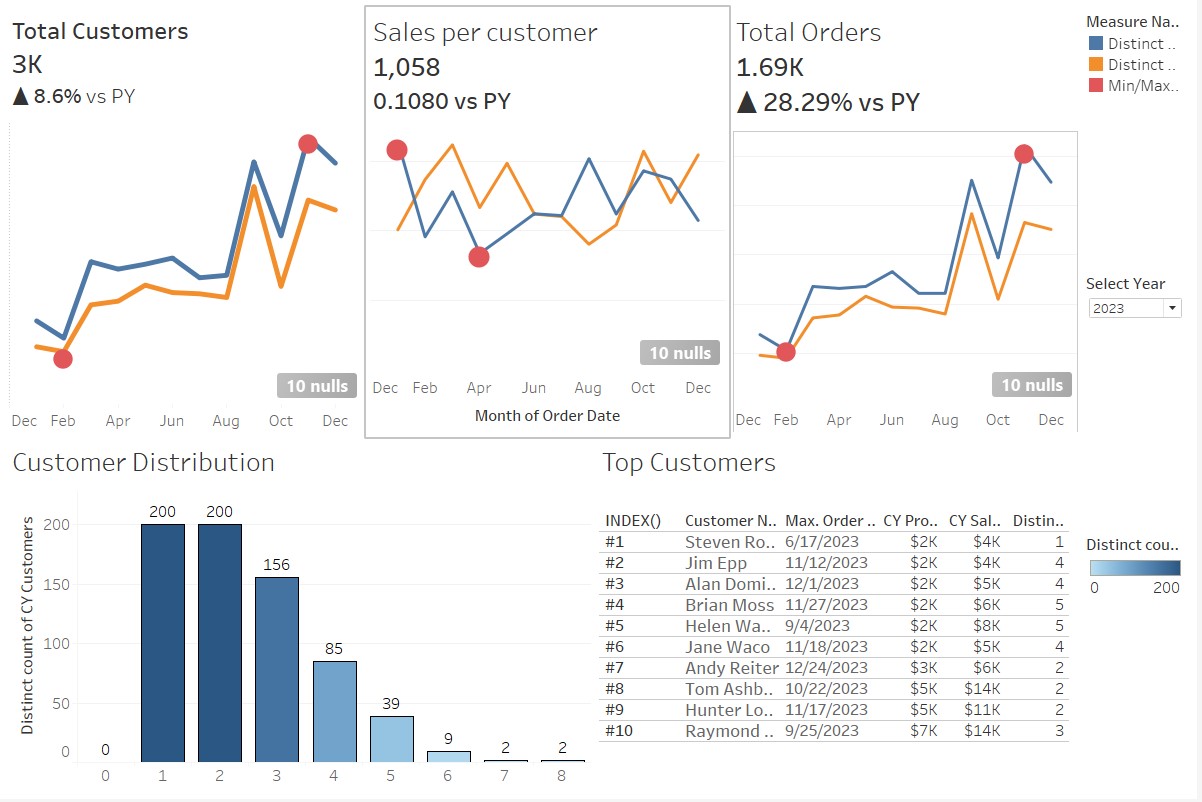 Total Customers
3K
▲ 8.6% vs PY
10 nulls
Dec Feb Apr Jun Aug Oct Dec
Sales per customer
1,058
0.1080 vs PY
10 nulls
Dec Feb Apr Jun Aug Oct Dec
Month of Order Date
Total Orders
1.69K
▲ 28.29% vs PY
10 nulls
Dec Feb Apr Jun Aug Oct Dec
Measure Na..
Distinct ..
Distinct ..
Min/Max..
Select Year
2023
Customer Distribution
Distinct count of CY Customers
200
150
100
50
0
0 200 200 156 85 39 9 2 2
0 1 2 3 4 5 6 7 8
Top Customers
INDEX() Customer N.. Max. Order .. CY Pro.. CY Sal.. Distin..
#1 Steven Ro.. 6/17/2023 $2K $4K 1
#2 Jim Epp 11/12/2023 $2K $4K 4
#3 Alan Domi.. 12/1/2023 $2K $5K 4
#4 Brian Moss 11/27/2023 $2K $6K 5
#5 Helen Wa.. 9/4/2023 $2K $8K 5
#6 Jane Waco 11/18/2023 $2K $5K 4
#7 Andy Reiter 12/24/2023 $3K $6K 2
#8 Tom Ashb.. 10/22/2023 $5K $14K 2
#9 Hunter Lo.. 11/17/2023 $5K $11K 2
#10 Raymond .. 9/25/2023 $7K $14K 3
Distinct cou..
0 200